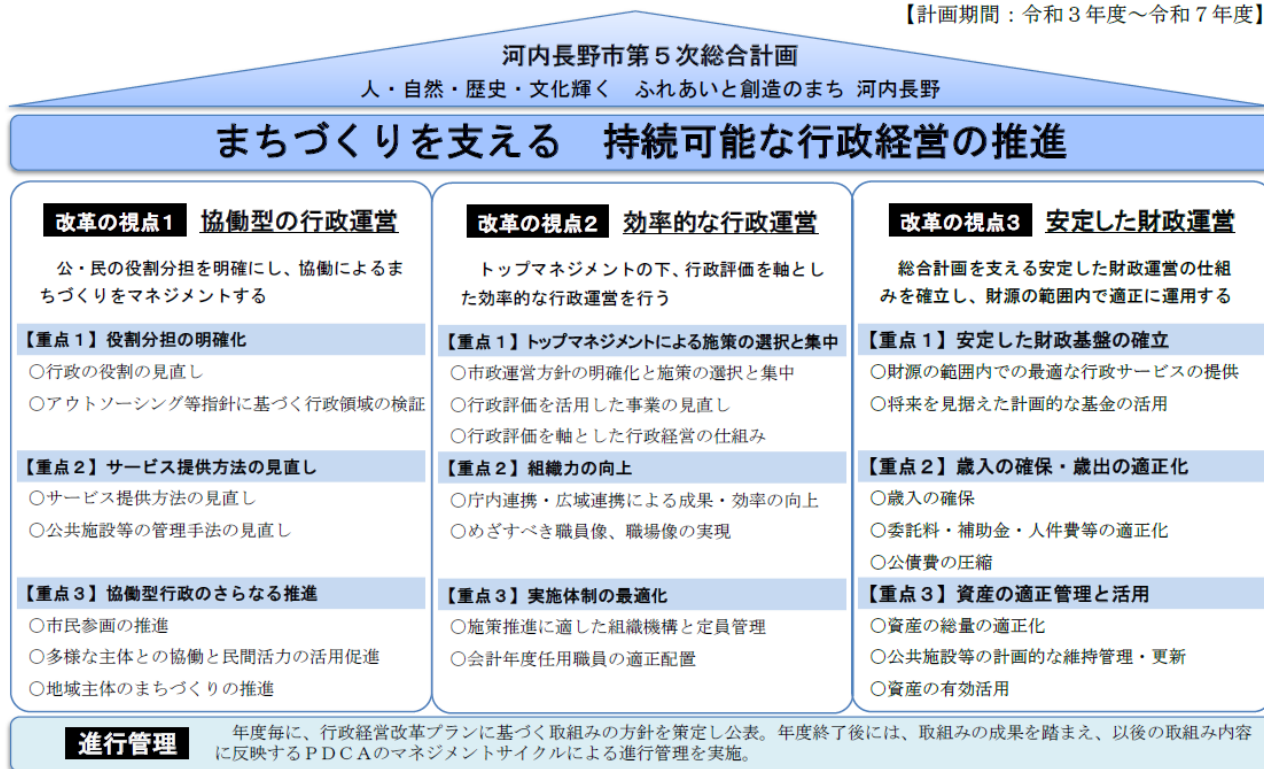 【計画期間：令和３年度～令和７年度】
河内長野市第５次総合計画
人・自然・歴史・文化輝く　ふれあいと創造のまち 河内長野
まちづくりを支える　持続可能な行政経営の推進
改革の視点1　協働型の行政運営
公・民の役割分担を明確にし、協働によるま
ちづくりをマネジメントする
【重点１】役割分担の明確化
○行政の役割の見直し
○アウトソーシング等指針に基づく行政領域の検証
【重点２】サービス提供方法の見直し
○サービス提供方法の見直し
○公共施設等の管理手法の見直し
【重点３】協働型行政のさらなる推進
○市民参画の推進
○多様な主体との協働と民間活力の活用促進
○地域主体のまちづくりの推進
改革の視点2　効率的な行政運営
トップマネジメントの下、行政評価を軸とし
た効率的な行政運営を行う
【重点１】トップマネジメントによる施策の選択と集中
○市政運営方針の明確化と施策の選択と集中
○行政評価を活用した事業の見直し
○行政評価を軸とした行政経営の仕組み
【重点２】組織力の向上
○庁内連携・広域連携による成果・効率の向上
○めざすべき職員像、職場像の実現
【重点３】実施体制の最適化
○施策推進に適した組織機構と定員管理
○会計年度任用職員の適正配置
改革の視点3　安定した財政運営
総合計画を支える安定した財政運営の仕組
みを確立し、財源の範囲内で適正に運用する
【重点１】安定した財政基盤の確立
○財源の範囲内での最適な行政サービスの提供
○将来を見据えた計画的な基金の活用
【重点２】歳入の確保・歳出の適正化
○歳入の確保
○委託料・補助金・人件費等の適正化
○公債費の圧縮
【重点３】資産の適正管理と活用
○資産の総量の適正化
○公共施設等の計画的な維持管理・更新
○資産の有効活用
進行管理
年度毎に、行政経営改革プランに基づく取組みの方針を策定し公表。年度終了後には、取組みの成果を踏まえ、以後の取組み内容
に反映するＰＤＣＡのマネジメントサイクルによる進行管理を実施。